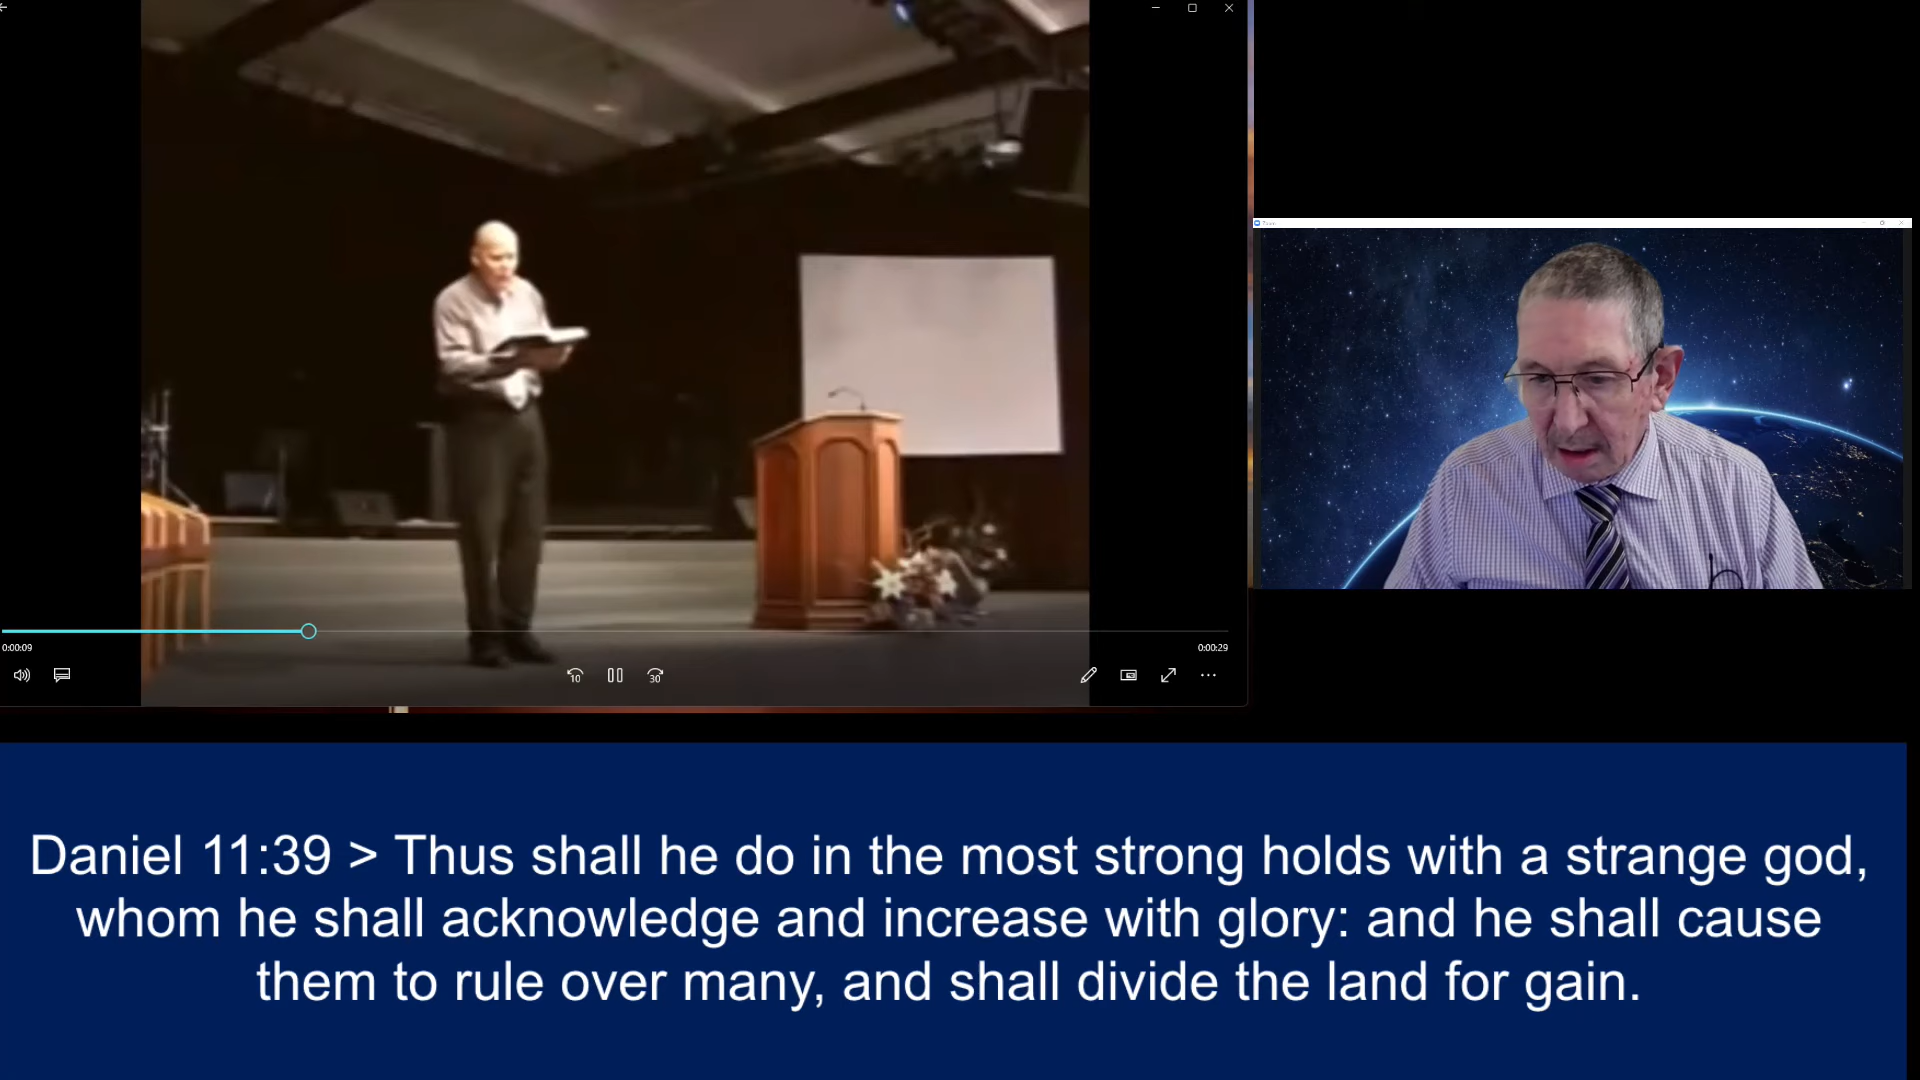 0:00:09
0:00:29
10
30
Daniel 11:39 > Thus shall he do in the most strong holds with a strange god,
whom he shall acknowledge and increase with glory: and he shall cause
them to rule over many, and shall divide the land for gain.